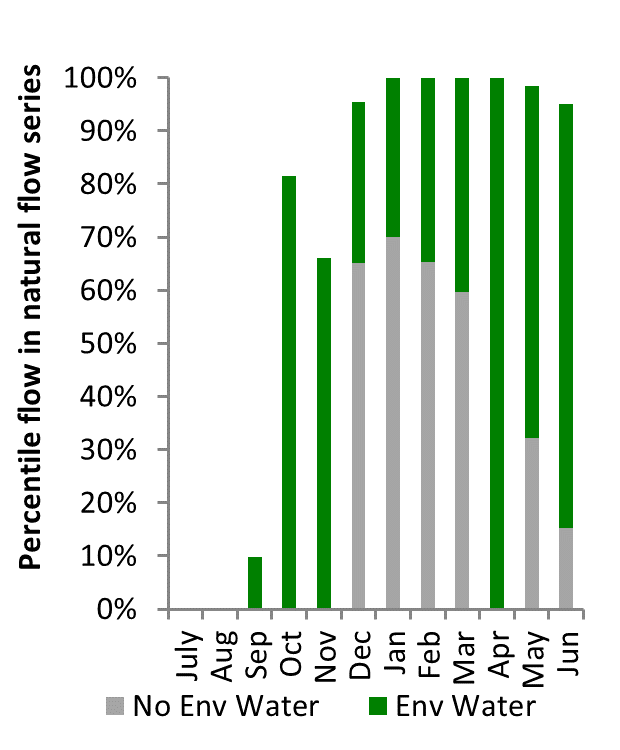 Percentile flow in natural flow series
100%
90%
80%
70%
60%
50%
40%
30%
20%
10%
0%
July
Aug
Sep
Oct
Nov
Dec
Jan
Feb
Mar
Apr
May
Jun
No Env Water
Env Water